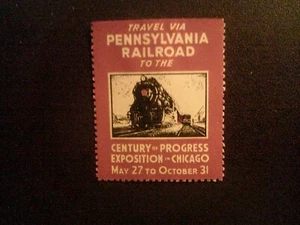 TRAVEL VIA
PENNSYLVANIA
RAILROAD
TO THE
CENTURY OF PROGRESS
EXPOSITION IN CHICAGO
MAY 27 TO OCTOBER 31